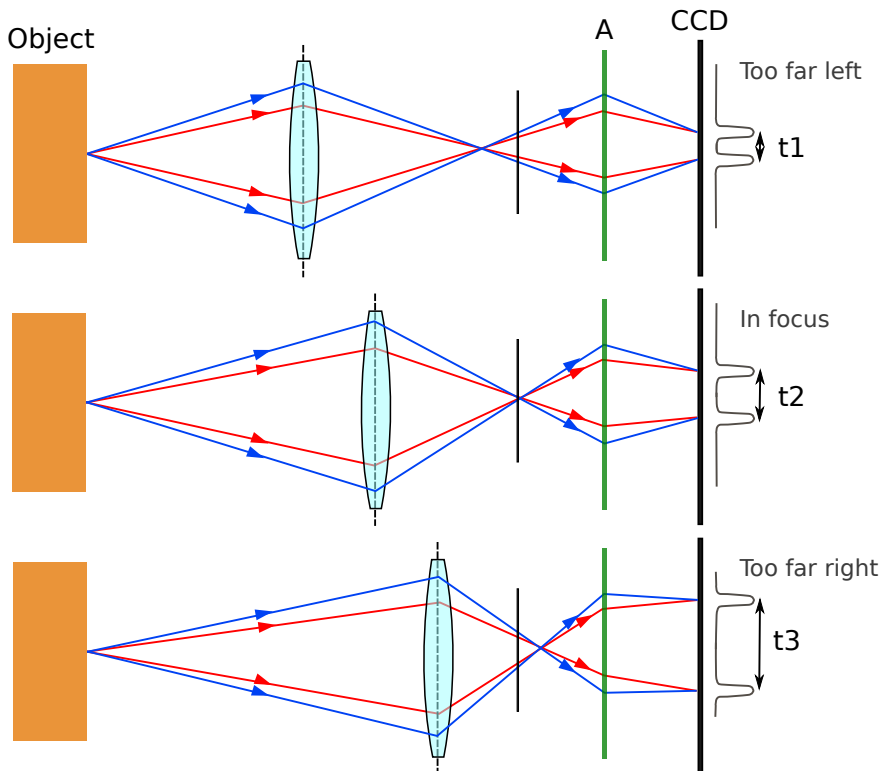 Object
A
CCD
Too far left
t1
In focus
t2
Too far right
t3